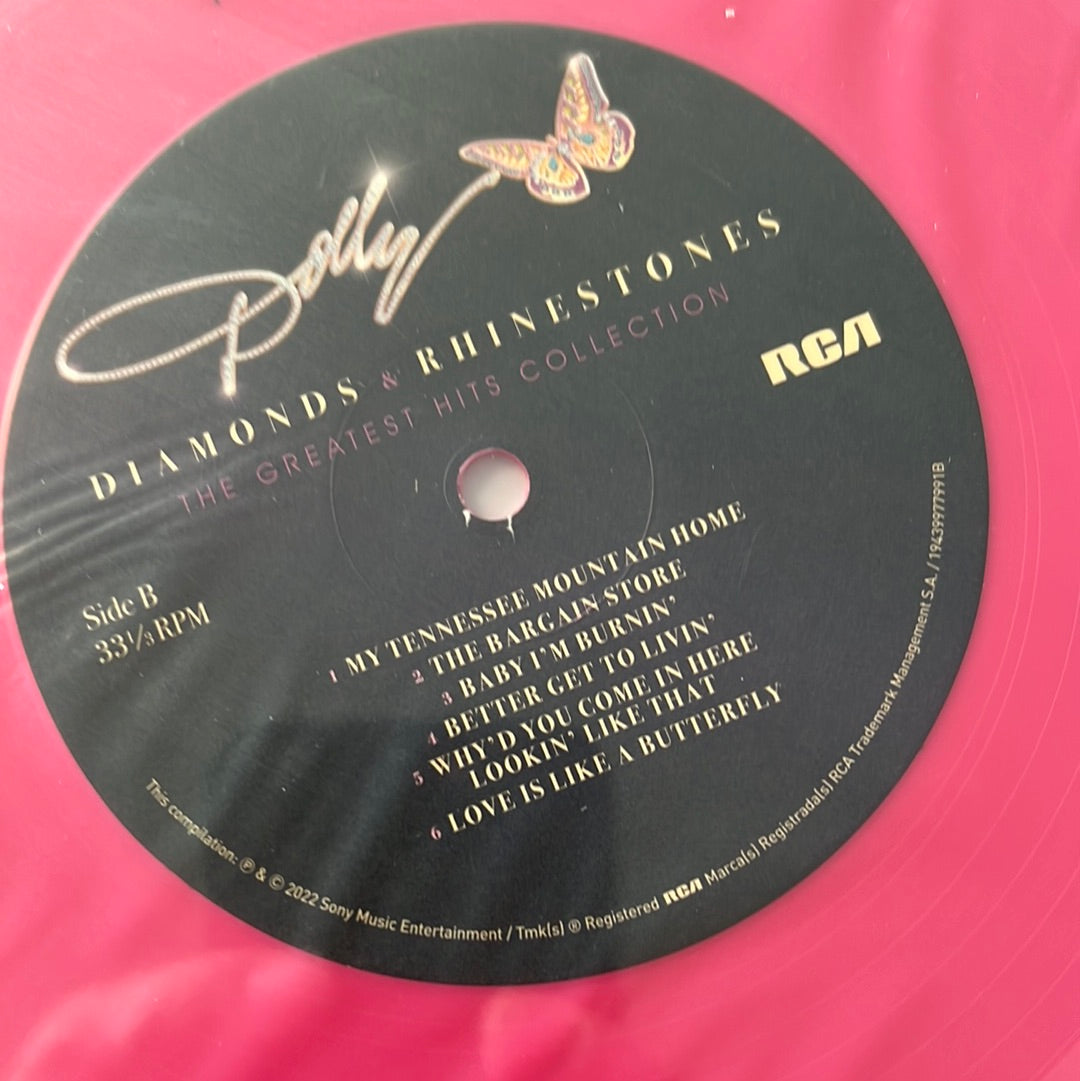 Dolly
DIAMONDS & RHINESTONES
THE GREATEST HITS COLLECTION
RCA
Side B
33⅓ RPM
1 MY TENNESSEE MOUNTAIN HOME
2 THE BARGAIN STORE
3 BABY I'M BURNIN'
4 BETTER GET TO LIVIN'
5 WHY'D YOU COME IN HERE
LOOKIN' LIKE THAT
6 LOVE IS LIKE A BUTTERFLY
This compilation: ℗ & © 2022 Sony Music Entertainment / Tmk(s) ® Registered RCA Marca(s) Registrada(s) RCA Trademark Management S.A. / 19439977991B